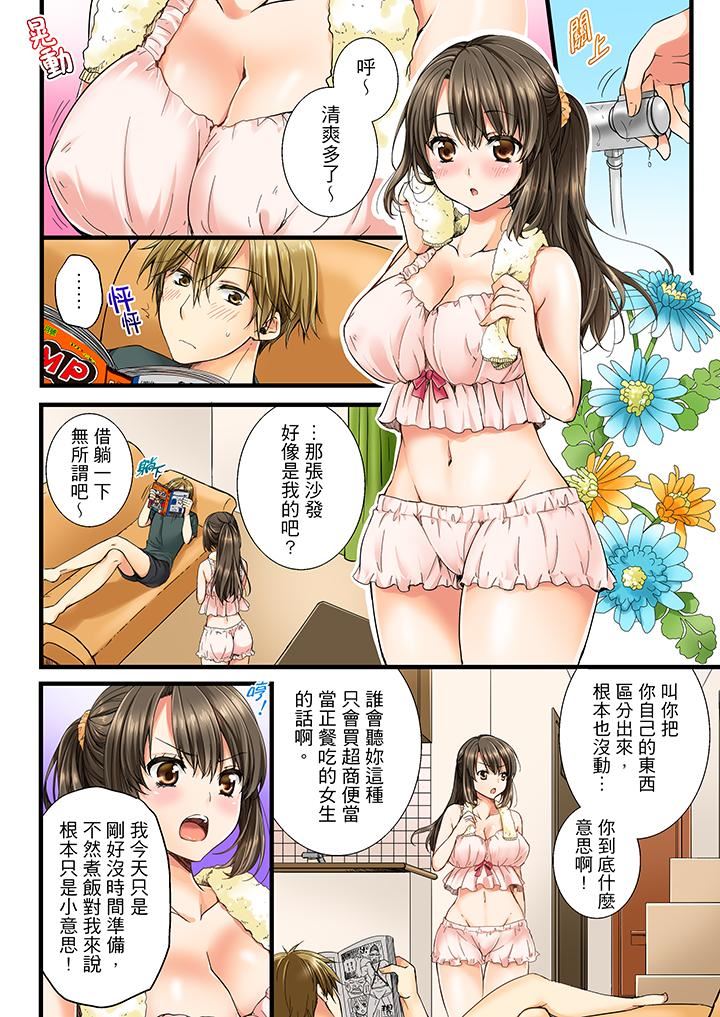 關上
呼～
清爽多了～
晃動
怦怦
……
MP
…那張沙發
好像是我的吧？
躺下
借躺一下
無所謂吧～
叫你把
你自己的東西
區分出來，
根本也沒動…
你到底什麼
意思啊！
誰會聽妳這種
只會買超商便當
當正餐吃的女生
的話啊。
哼！
我今天只是
剛好沒時間準備，
不然煮飯對我來說
根本只是小意思！